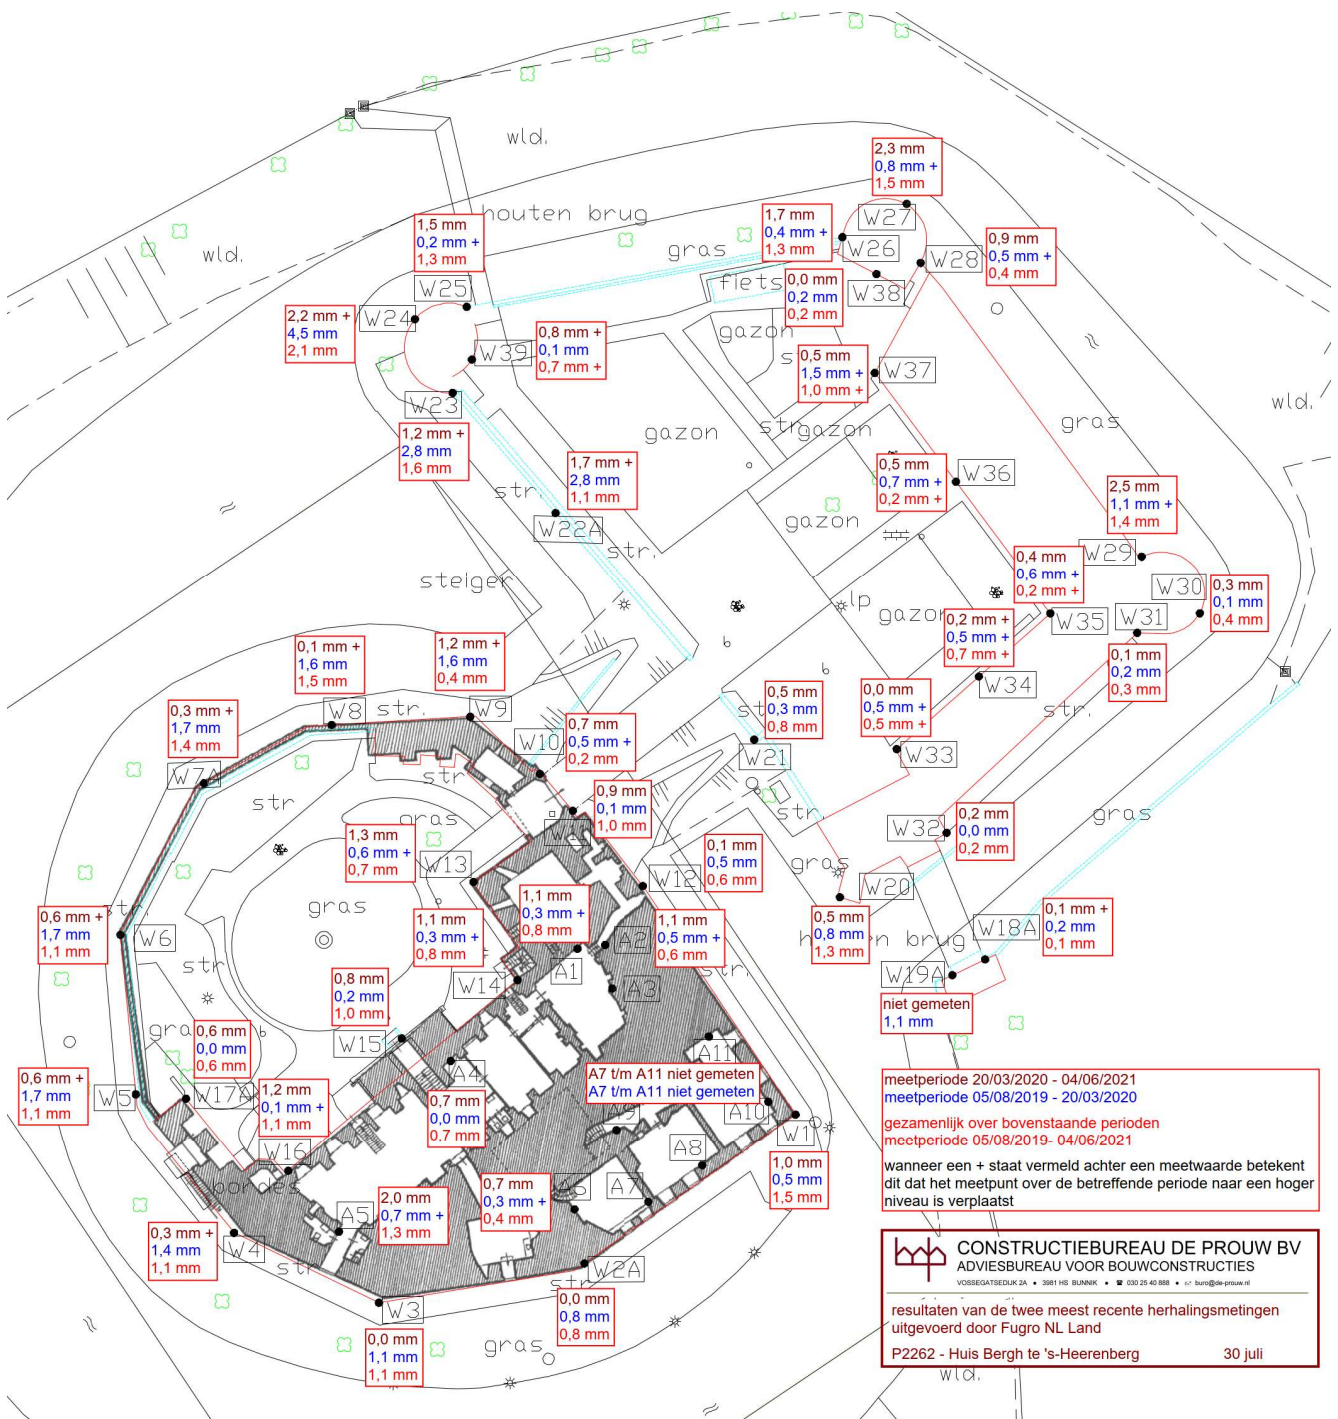 wld.
2,3 mm
0,8 mm +
1,5 mm
W27
1,5 mm
0,2 mm +
1,3 mm
houten brug
1,7 mm
0,4 mm +
1,3 mm
W26
wld.
gras
W28
0,9 mm
0,5 mm +
0,4 mm
fiets
W38
0,0 mm
0,2 mm
0,2 mm
W25
W24
2,2 mm +
4,5 mm
2,1 mm
W39
0,8 mm +
0,1 mm
0,7 mm +
gazon
0,5 mm
1,5 mm +
1,0 mm +
W37
W23
1,2 mm +
2,8 mm
1,6 mm
wld.
gras
gazon
str.
gazon
1,7 mm +
2,8 mm
1,1 mm
0,5 mm
0,7 mm +
0,2 mm +
W36
str.
W22A
2,5 mm
1,1 mm +
1,4 mm
gazon
str.
W29
steiger
0,4 mm
0,6 mm +
0,2 mm +
W30
0,3 mm
0,1 mm
0,4 mm
lp
gazon
W35
W31
0,2 mm +
0,5 mm +
0,7 mm +
0,1 mm +
1,6 mm
1,5 mm
1,2 mm +
1,6 mm
0,4 mm +
0,1 mm
0,2 mm
0,3 mm
W34
0,5 mm
0,3 mm
0,8 mm
0,0 mm
0,5 mm +
0,5 mm +
str.
W8
W9
0,3 mm +
1,7 mm
1,4 mm
0,7 mm
0,5 mm +
0,2 mm
W10
W21
W33
W7A
str
str
0,9 mm
0,1 mm
1,0 mm
str.
gras
W32
0,2 mm
0,0 mm
0,2 mm
gras
1,3 mm
0,6 mm +
0,7 mm
W13
0,1 mm
0,5 mm
0,6 mm
gras
W12
W20
gras
1,1 mm
0,3 mm +
0,8 mm
1,1 mm
0,3 mm +
0,8 mm
1,1 mm
0,5 mm +
0,6 mm
0,5 mm
0,8 mm
1,3 mm
0,1 mm +
0,2 mm
0,1 mm
W18A
0,6 mm +
1,7 mm
1,1 mm
str.
W6
A2
A1
str.
W19A
str
W14
A3
0,8 mm
0,2 mm
1,0 mm
niet gemeten
1,1 mm
0,6 mm
0,0 mm
0,6 mm
W15
A11
A4
A7 t/m A11 niet gemeten
A7 t/m A11 niet gemeten
0,6 mm +
1,7 mm
1,1 mm
W5
W17A
1,2 mm
0,1 mm +
1,1 mm
0,7 mm
0,0 mm
0,7 mm
A9
A10
W1
meetperiode 20/03/2020 - 04/06/2021
meetperiode 05/08/2019 - 20/03/2020
gezamenlijk over bovenstaande perioden
meetperiode 05/08/2019- 04/06/2021
wanneer een + staat vermeld achter een meetwaarde betekent
dit dat het meetpunt over de betreffende periode naar een hoger
niveau is verplaatst
W16
bordes
A8
1,0 mm
0,5 mm
1,5 mm
2,0 mm
0,7 mm +
1,3 mm
0,7 mm
0,3 mm +
0,4 mm
A6
A7
A5
0,3 mm +
1,4 mm
1,1 mm
W4
str
str
W2A
W3
0,0 mm
0,8 mm
0,8 mm
0,0 mm
1,1 mm
1,1 mm
gras
CONSTRUCTIEBUREAU DE PROUW BV
ADVIESBUREAU VOOR BOUWCONSTRUCTIES
VOSSEGATSEDIJK 2A • 3981 HS BUNNIK • ☎ 030 25 40 888 • buro@de-prouw.nl
resultaten van de twee meest recente herhalingsmetingen
uitgevoerd door Fugro NL Land
P2262 - Huis Bergh te 's-Heerenberg 30 juli
wld.